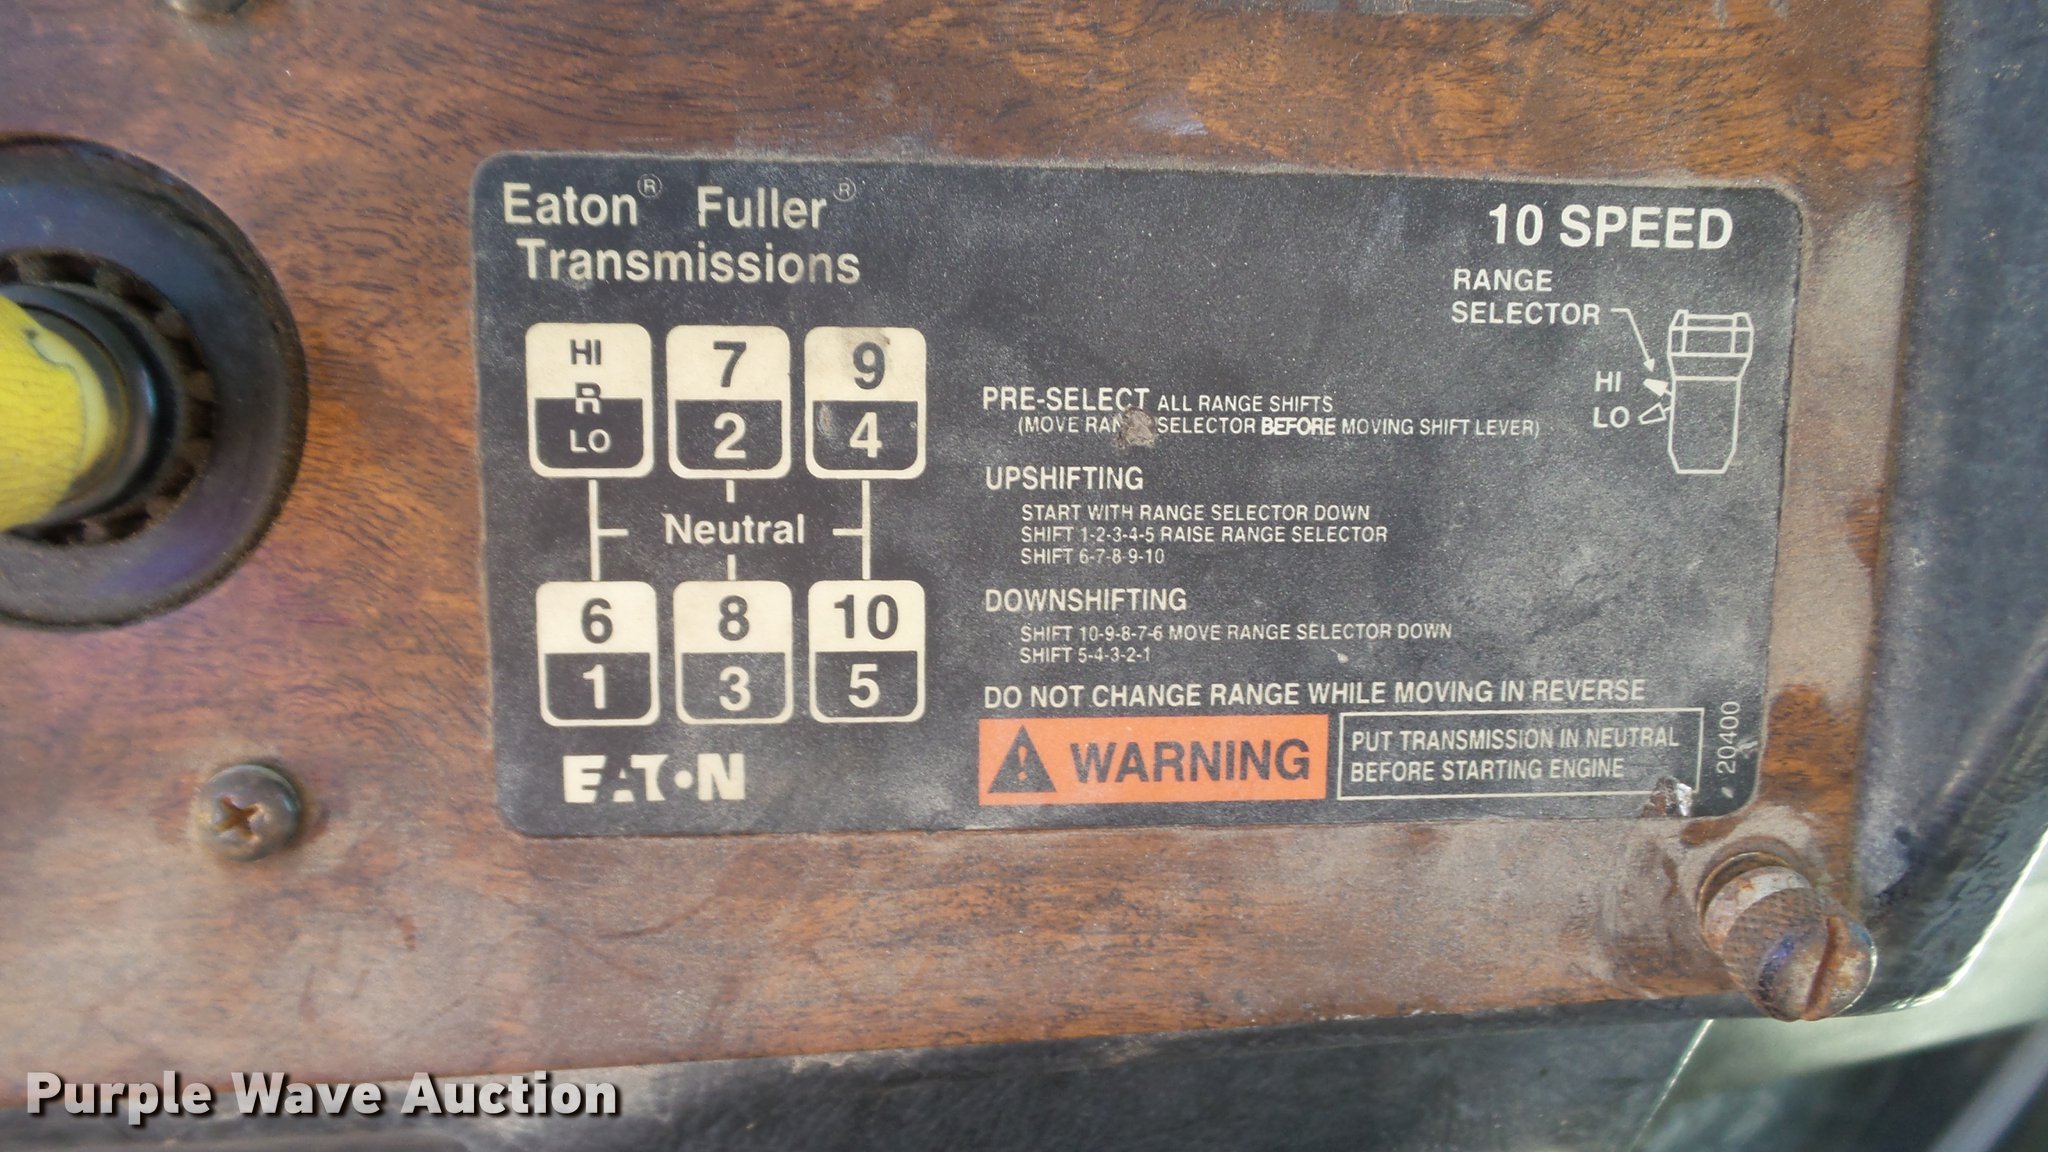 Eaton® Fuller®
Transmissions
10 SPEED
RANGE
SELECTOR
HI
LO
HI
R
LO
7
2
9
4
Neutral
6
1
8
3
10
5
EATON
PRE-SELECT ALL RANGE SHIFTS
(MOVE SELECTOR BEFORE MOVING SHIFT LEVER)
UPSHIFTING
START WITH RANGE SELECTOR DOWN
SHIFT 1-2-3-4-5 RAISE RANGE SELECTOR
SHIFT 6-7-8-9-10
DOWNSHIFTING
SHIFT 10-9-8-7-6 MOVE RANGE SELECTOR DOWN
SHIFT 5-4-3-2-1
DO NOT CHANGE RANGE WHILE MOVING IN REVERSE
WARNING
PUT TRANSMISSION IN NEUTRAL
BEFORE STARTING ENGINE
20400
Purple Wave Auction